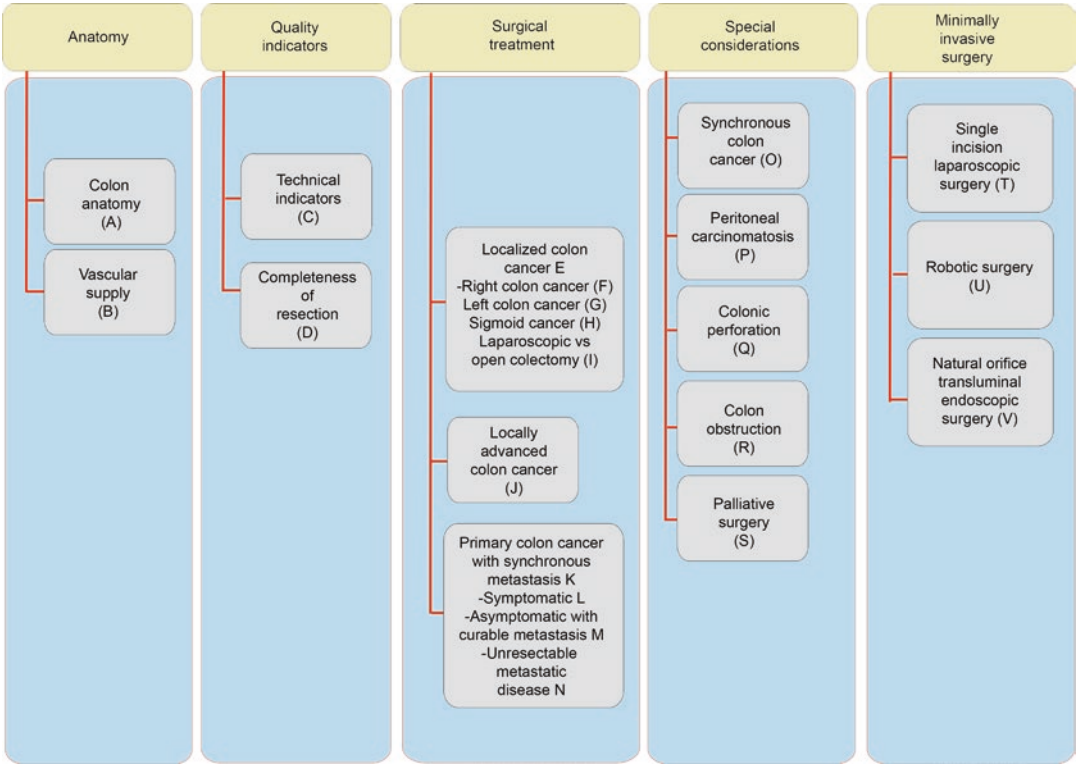 Anatomy
Colon
anatomy
(A)
Vascular
supply
(B)
Quality
indicators
Technical
indicators
(C)
Completeness
of
resection
(D)
Surgical
treatment
Localized colon
cancer E
-Right colon cancer (F)
Left colon cancer (G)
Sigmoid cancer (H)
Laparoscopic vs
open colectomy (I)
Locally
advanced
colon cancer
(J)
Primary colon cancer
with synchronous
metastasis K
-Symptomatic L
-Asymptomatic with
curable metastasis M
-Unresectable
metastatic
disease N
Special
considerations
Synchronous
colon
cancer (O)
Peritoneal
carcinomatosis
(P)
Colonic
perforation
(Q)
Colon
obstruction
(R)
Palliative
surgery
(S)
Minimally
invasive
surgery
Single
incision
laparoscopic
surgery (T)
Robotic surgery
(U)
Natural orifice
transluminal
endoscopic
surgery (V)